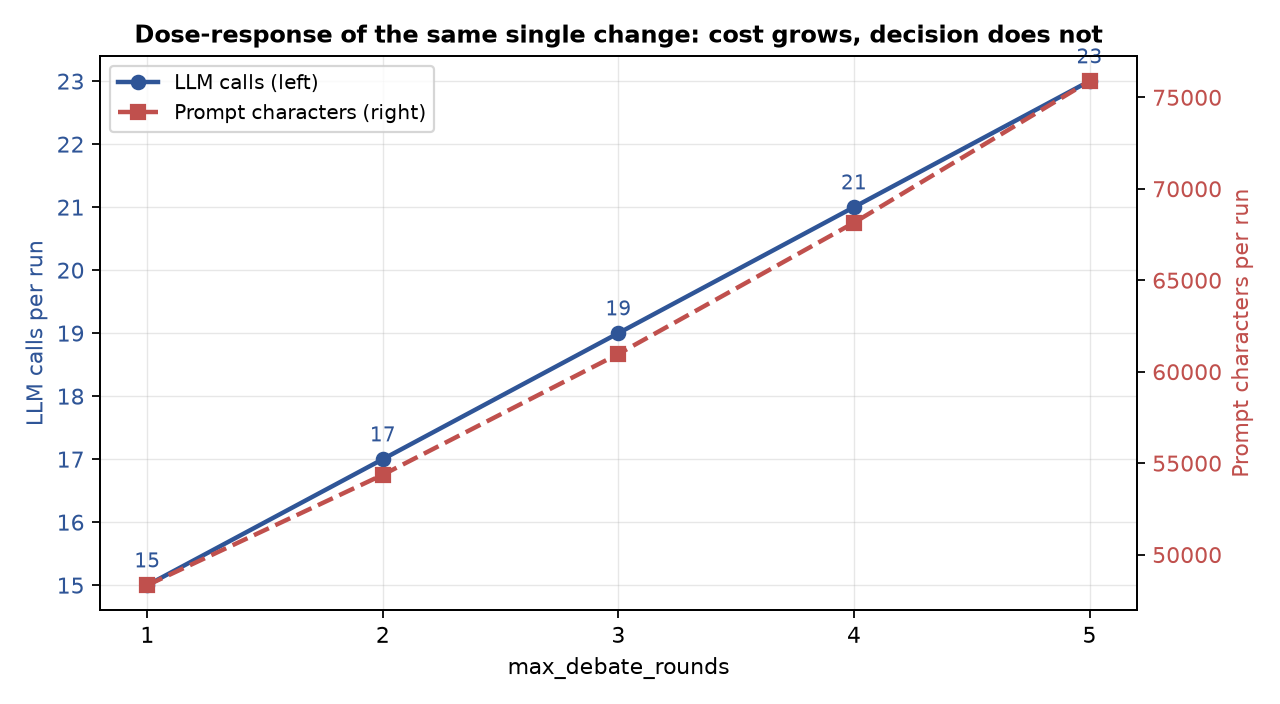 Dose-response of the same single change: cost grows, decision does not
LLM calls (left)
Prompt characters (right)
LLM calls per run
23
22
21
20
19
18
17
16
15
15
17
19
21
23
75000
70000
65000
60000
55000
50000
Prompt characters per run
1 2 3 4 5
max_debate_rounds